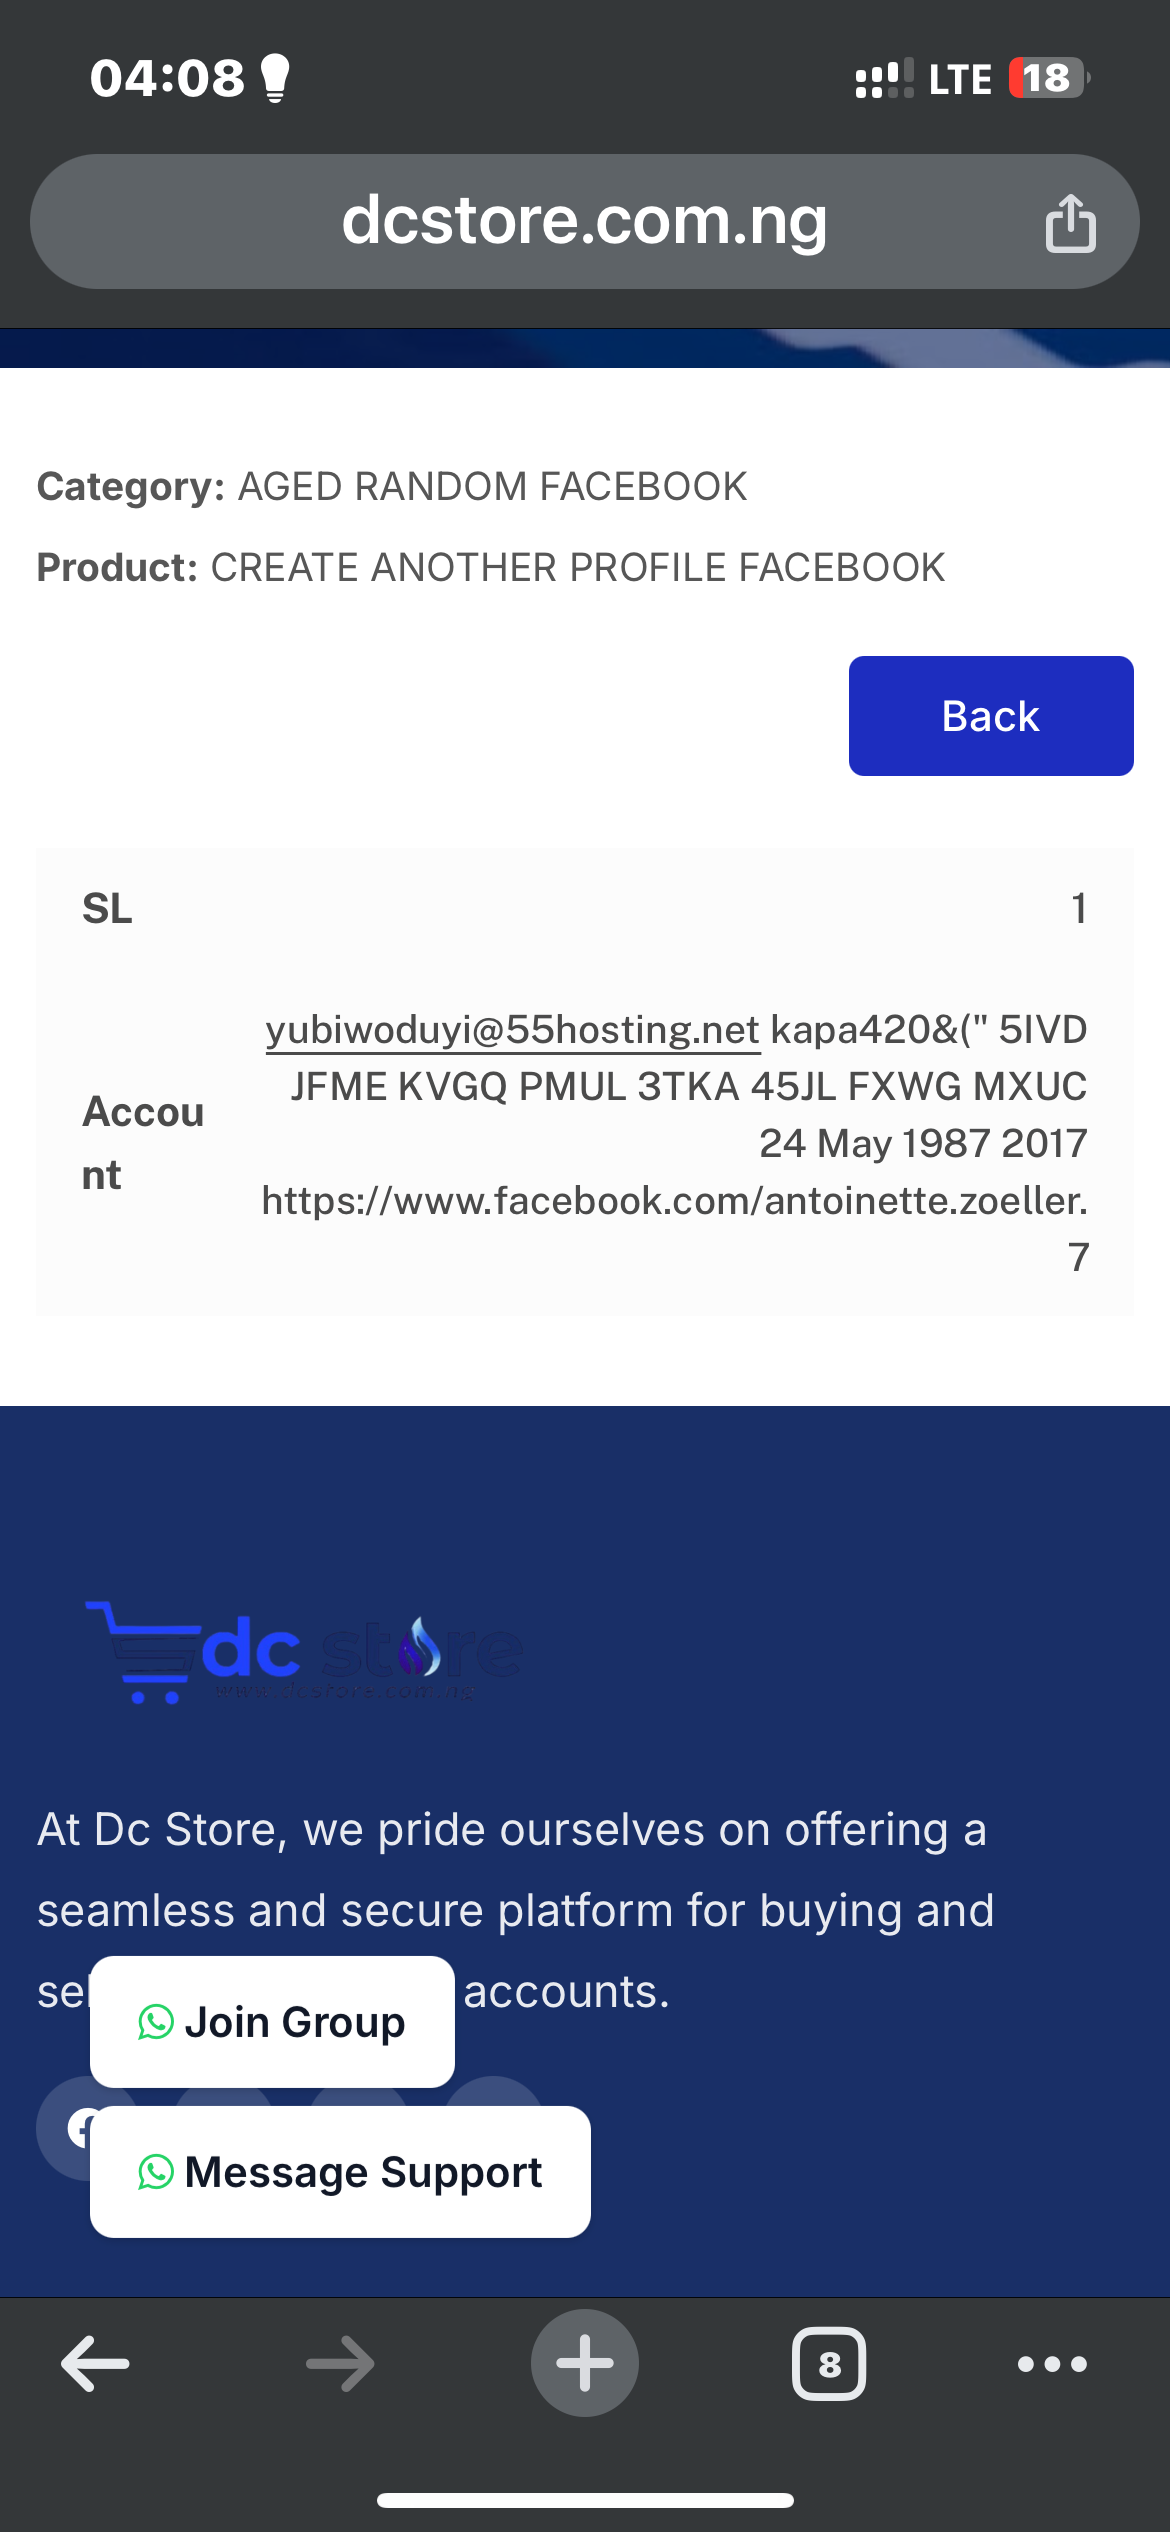 04:08
LTE 18
dcstore.com.ng
Category: AGED RANDOM FACEBOOK
Product: CREATE ANOTHER PROFILE FACEBOOK
Back
SL 1
Accou
nt
yubiwoduyi@55hosting.net kapa420&(" 5IVD
JFME KVGQ PMUL 3TKA 45JL FXWG MXUC
24 May 1987 2017
https://www.facebook.com/antoinette.zoeller.
7
dc store
www.dcstore.com.ng
At Dc Store, we pride ourselves on offering a
seamless and secure platform for buying and
accounts.
Join Group
Message Support
8